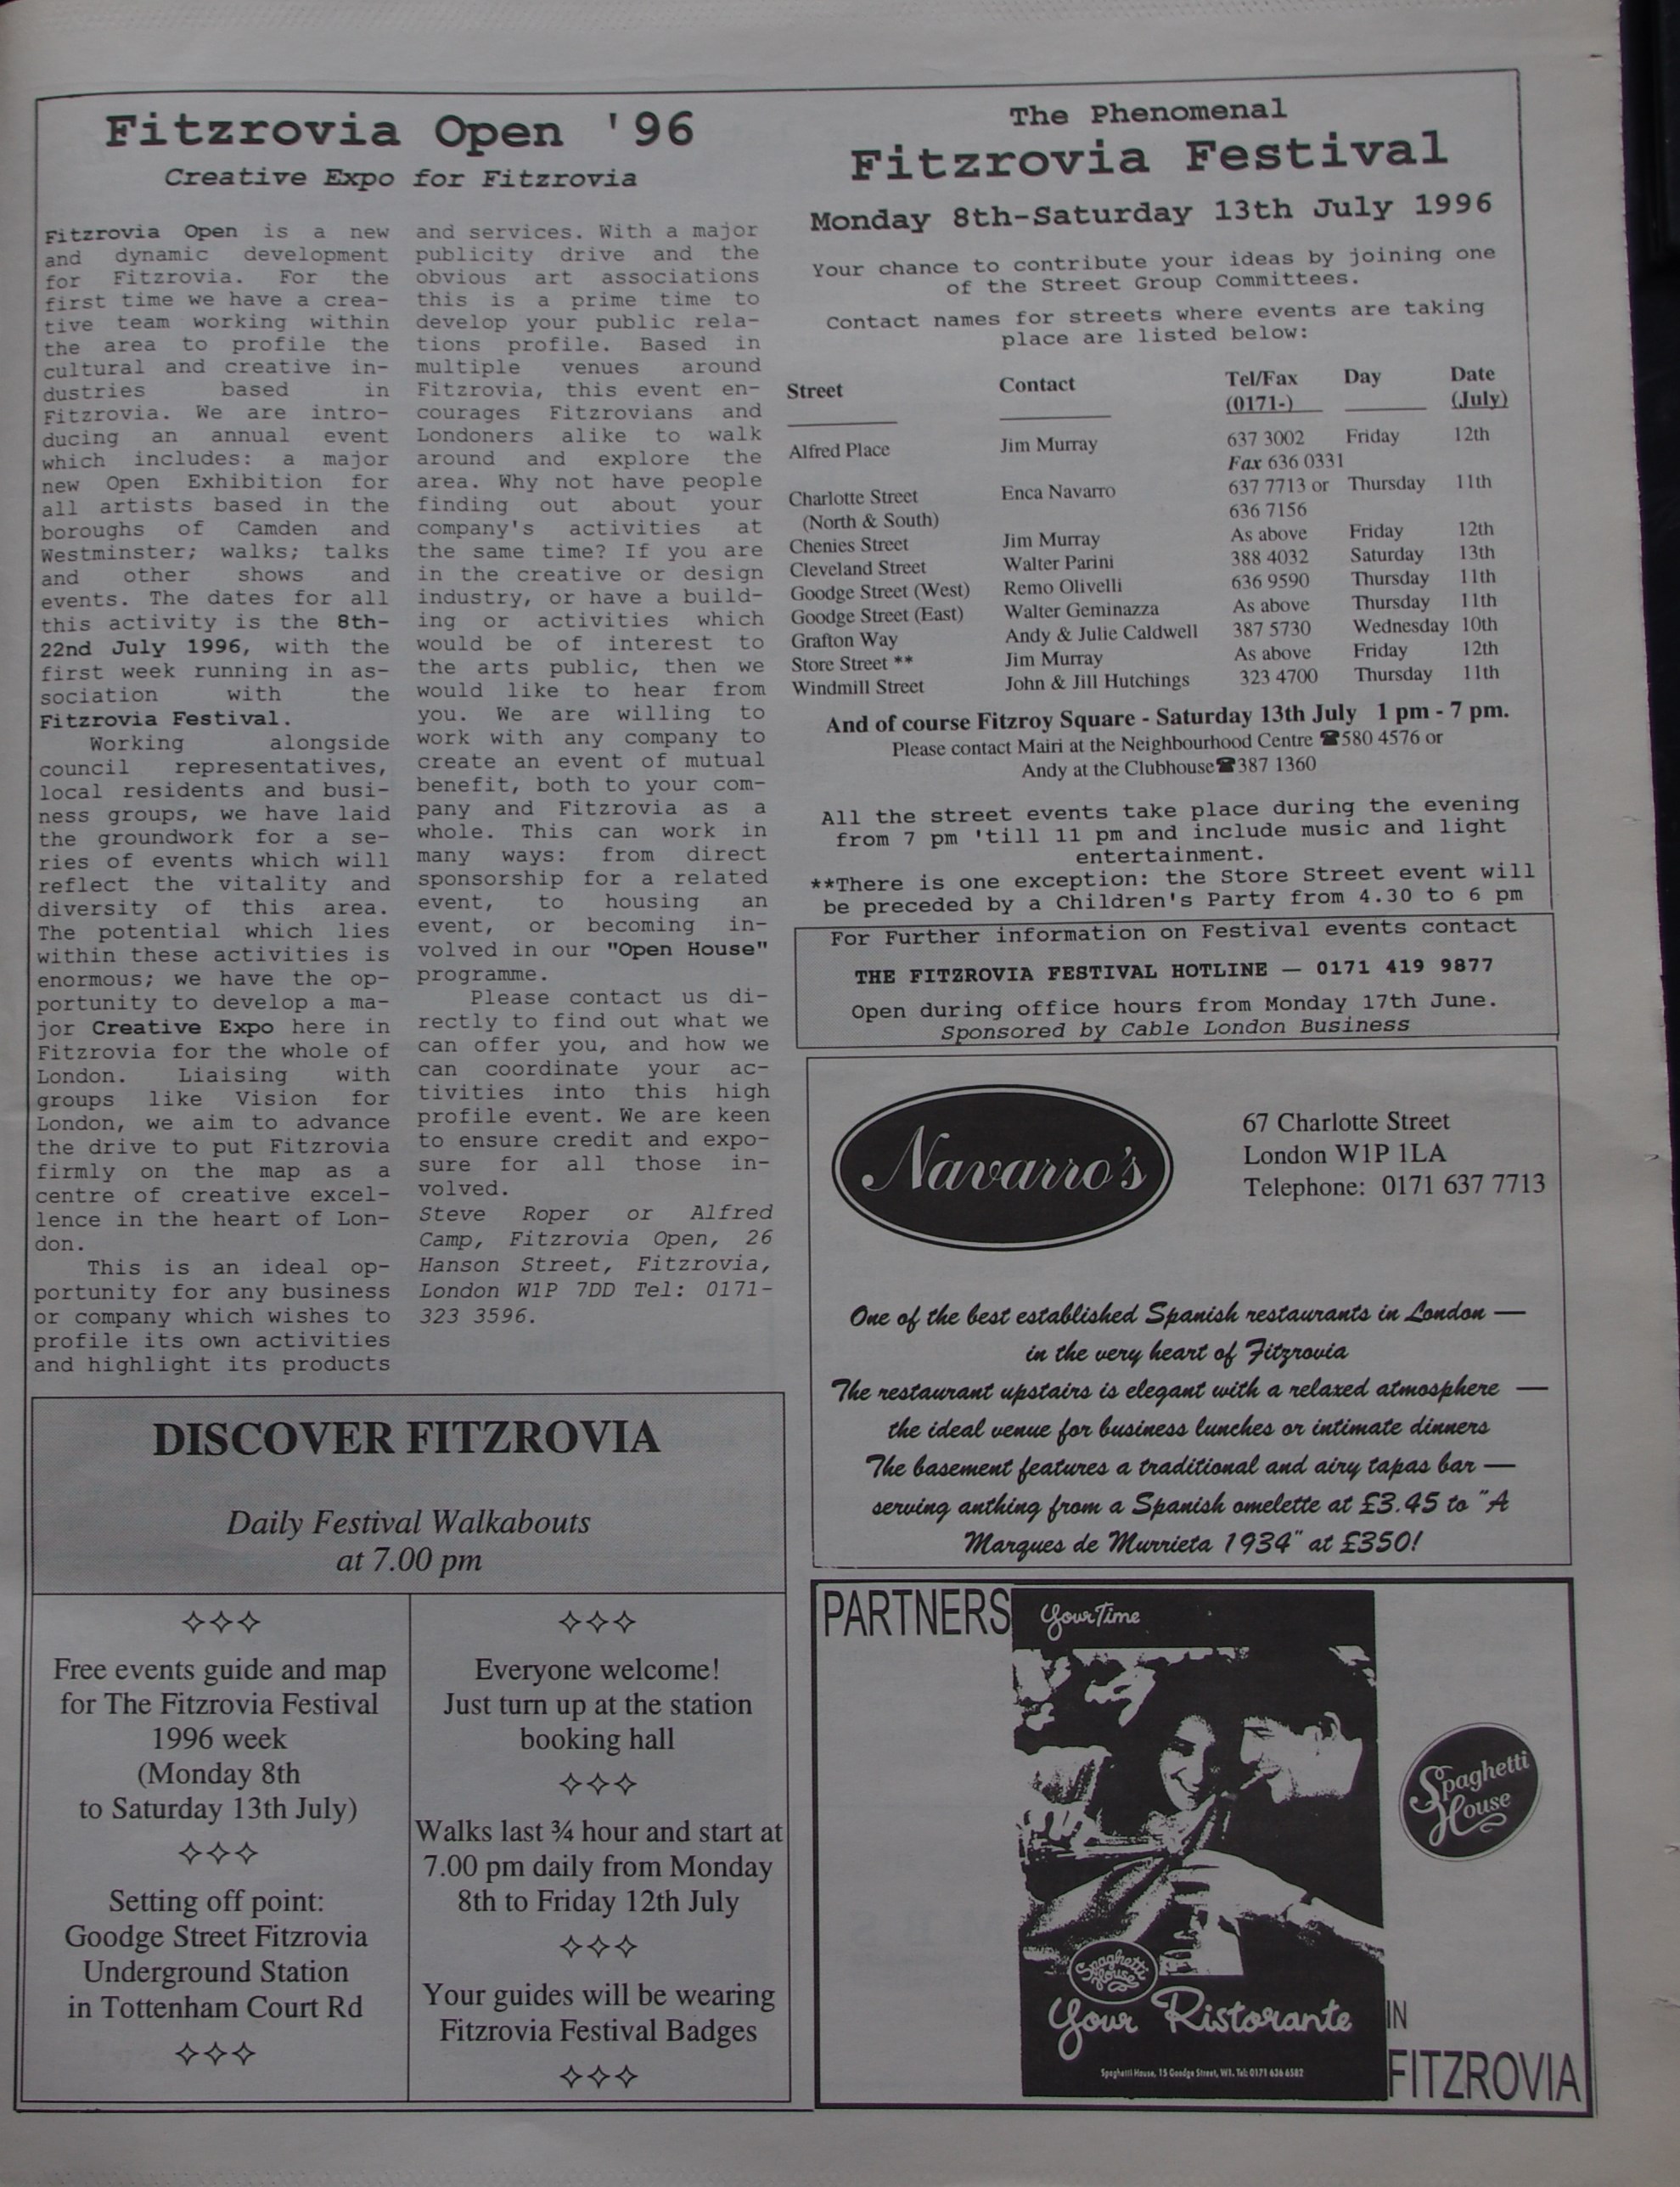 Fitzrovia Open '96
Creative Expo for Fitzrovia
Fitzrovia Open is a new
and dynamic development
for Fitzrovia. For the
first time we have a crea-
tive team working within
the area to profile the
cultural and creative in-
dustries based in
Fitzrovia. We are intro-
ducing an annual event
which includes: a major
new Open Exhibition for
all artists based in the
boroughs of Camden and
Westminster; walks; talks
and other shows and
events. The dates for all
this activity is the 8th-
22nd July 1996, with the
first week running in as-
sociation with the
Fitzrovia Festival.
Working alongside
council representatives,
local residents and busi-
ness groups, we have laid
the groundwork for a se-
ries of events which will
reflect the vitality and
diversity of this area.
The potential which lies
within these activities is
enormous; we have the op-
portunity to develop a ma-
jor Creative Expo here in
Fitzrovia for the whole of
London. Liaising with
groups like Vision for
London, we aim to advance
the drive to put Fitzrovia
firmly on the map as a
centre of creative excel-
lence in the heart of Lon-
don.
This is an ideal op-
portunity for any business
or company which wishes to
profile its own activities
and highlight its products
and services. With a major
publicity drive and the
obvious art associations
this is a prime time to
develop your public rela-
tions profile. Based in
multiple venues around
Fitzrovia, this event en-
courages Fitzrovians and
Londoners alike to walk
around and explore the
area. Why not have people
finding out about your
company's activities at
the same time? If you are
in the creative or design
industry, or have a build-
ing or activities which
would be of interest to
the arts public, then we
would like to hear from
you. We are willing to
work with any company to
create an event of mutual
benefit, both to your com-
pany and Fitzrovia as a
whole. This can work in
many ways: from direct
sponsorship for a related
event, to housing an
event, or becoming in-
volved in our "Open House"
programme.
Please contact us di-
rectly to find out what we
can offer you, and how we
can coordinate your ac-
tivities into this high
profile event. We are keen
to ensure credit and expo-
sure for all those in-
volved.
Steve Roper or Alfred
Camp, Fitzrovia Open, 26
Hanson Street, Fitzrovia,
London W1P 7DD Tel: 0171-
323 3596.
DISCOVER FITZROVIA
Daily Festival Walkabouts
at 7.00 pm
Free events guide and map
for The Fitzrovia Festival
1996 week
(Monday 8th
to Saturday 13th July)
Setting off point:
Goodge Street Fitzrovia
Underground Station
in Tottenham Court Rd
Everyone welcome!
Just turn up at the station
booking hall
Walks last ¾ hour and start at
7.00 pm daily from Monday
8th to Friday 12th July
Your guides will be wearing
Fitzrovia Festival Badges
The Phenomenal
Fitzrovia Festival
Monday 8th-Saturday 13th July 1996
Your chance to contribute your ideas by joining one
of the Street Group Committees.
Contact names for streets where events are taking
place are listed below:
Street Contact Tel/Fax Day Date
(0171-) (July)
Alfred Place Jim Murray 637 3002 Friday 12th
Fax 636 0331
Charlotte Street Enca Navarro 637 7713 or Thursday 11th
(North & South) 636 7156
Chenies Street Jim Murray As above Friday 12th
Cleveland Street Walter Parini 388 4032 Saturday 13th
Goodge Street (West) Remo Olivelli 636 9590 Thursday 11th
Goodge Street (East) Walter Geminazza As above Thursday 11th
Grafton Way Andy & Julie Caldwell 387 5730 Wednesday 10th
Store Street ** Jim Murray As above Friday 12th
Windmill Street John & Jill Hutchings 323 4700 Thursday 11th
And of course Fitzroy Square - Saturday 13th July 1 pm - 7 pm.
Please contact Mairi at the Neighbourhood Centre ☎580 4576 or
Andy at the Clubhouse☎387 1360
All the street events take place during the evening
from 7 pm 'till 11 pm and include music and light
entertainment.
**There is one exception: the Store Street event will
be preceded by a Children's Party from 4.30 to 6 pm
For Further information on Festival events contact
THE FITZROVIA FESTIVAL HOTLINE — 0171 419 9877
Open during office hours from Monday 17th June.
Sponsored by Cable London Business
Navarro's
67 Charlotte Street
London W1P 1LA
Telephone: 0171 637 7713
One of the best established Spanish restaurants in London —
in the very heart of Fitzrovia
The restaurant upstairs is elegant with a relaxed atmosphere —
the ideal venue for business lunches or intimate dinners
The basement features a traditional and airy tapas bar —
serving anthing from a Spanish omelette at £3.45 to "A
Marques de Murrieta 1934" at £350!
PARTNERS
Your Time
Spaghetti
House
Spaghetti
House
Your Ristorante
Spaghetti House, 15 Goodge Street, W1. Tel: 0171 636 6582
IN
FITZROVIA